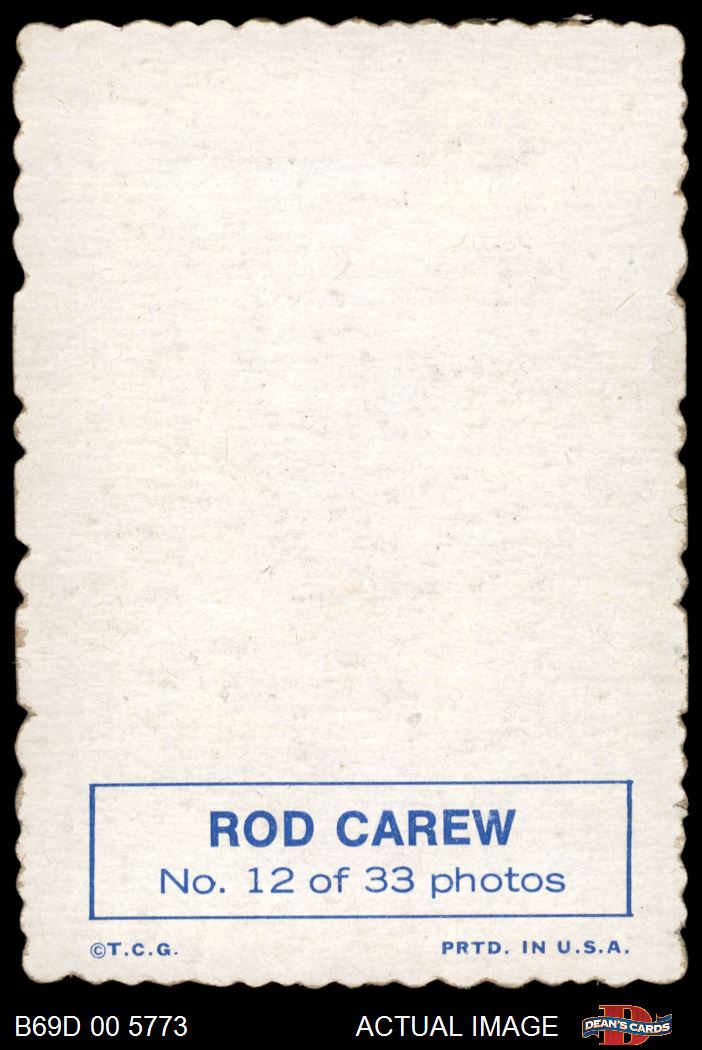 ROD CAREW
No. 12 of 33 photos
©T.C.G. PRTD. IN U.S.A.
B69D 00 5773 ACTUAL IMAGE DEAN'S CARDS